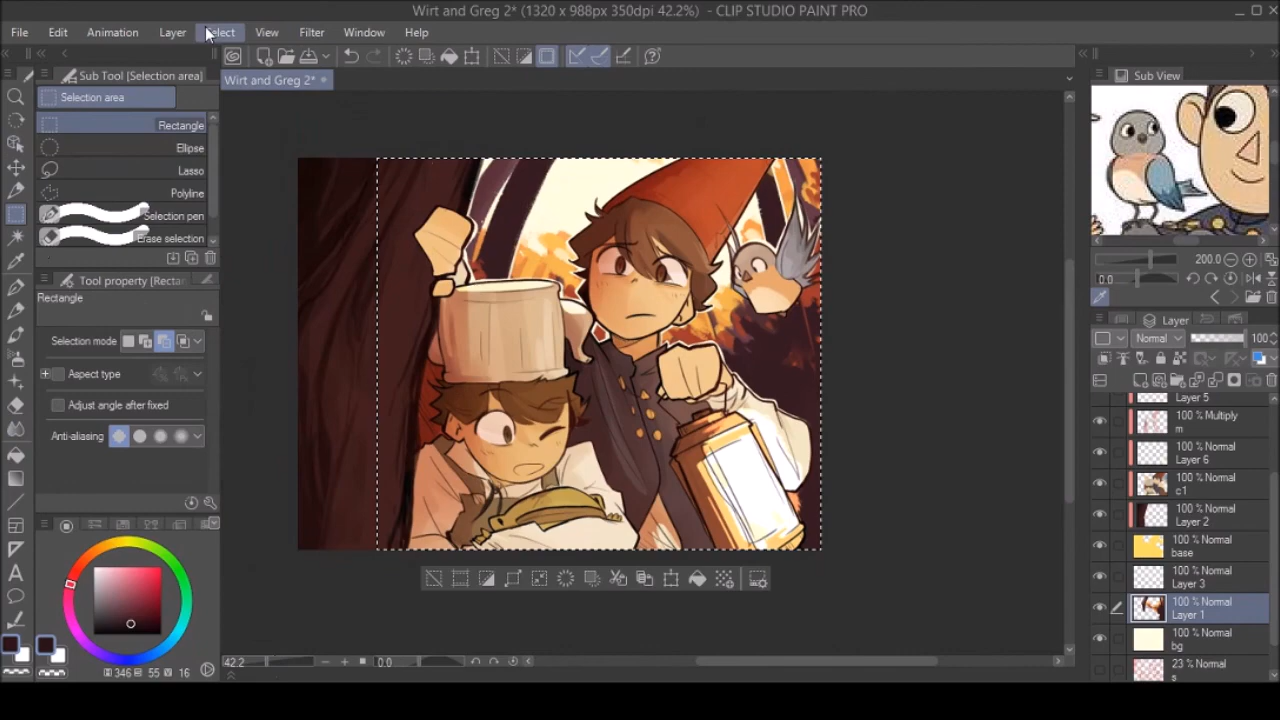 Wirt and Greg 2* (1320 x 988px 350dpi 42.2%) - CLIP STUDIO PAINT PRO
File Edit Animation Layer Select View Filter Window Help
Sub Tool [Selection area]
Wirt and Greg 2*
Sub View
Selection area
Rectangle
Ellipse
Lasso
Polyline
Selection pen
Erase selection
Tool property [Rectar
Rectangle
Selection mode
Aspect type
Adjust angle after fixed
Anti-aliasing
200.0
0.0
Layer
Normal 100
Layer 5
100 % Multiply
m
100 % Normal
Layer 6
100 % Normal
c1
100 % Normal
Layer 2
100 % Normal
base
100 % Normal
Layer 3
100 % Normal
Layer 1
100 % Normal
bg
23 % Normal
s
42.2 0.0
346 55 16